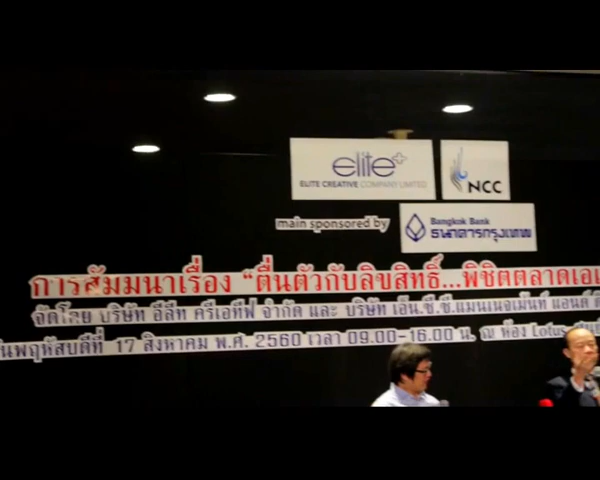 elite+
ELITE CREATIVE COMPANY LIMITED
NCC
main sponsored by
Bangkok Bank
ธนาคารกรุงเทพ
การสัมมนาเรื่อง "ตื่นตัวกับลิขสิทธิ์...พิชิตตลาดเอเ
จัดโดย บริษัท อีลีท ครีเอทีฟ จำกัด และ บริษัท เอ็น.ซี.ซี.แมนเนจเม้นท์ แอนด์
นพฤหัสบดีที่ 17 สิงหาคม พ.ศ. 2560 เวลา 09.00-16.00 น. ณ ห้อง Lotus